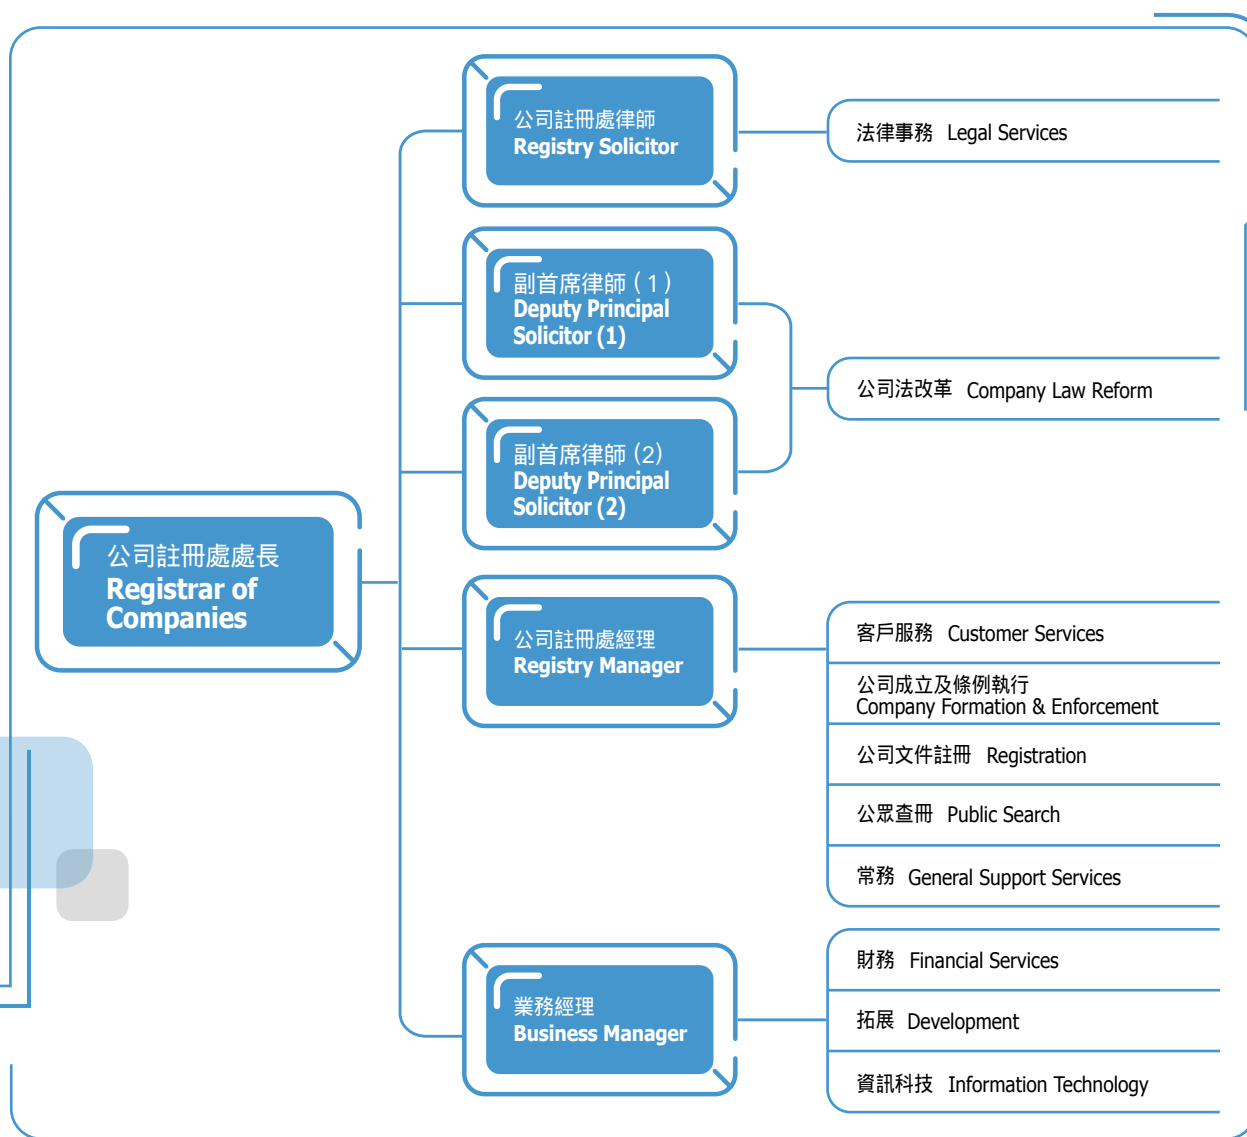 公司註冊處處長
Registrar of
Companies
公司註冊處律師
Registry Solicitor
法律事務 Legal Services
副首席律師 (1)
Deputy Principal
Solicitor (1)
副首席律師 (2)
Deputy Principal
Solicitor (2)
公司法改革 Company Law Reform
公司註冊處經理
Registry Manager
客戶服務 Customer Services
公司成立及條例執行
Company Formation & Enforcement
公司文件註冊 Registration
公眾查冊 Public Search
常務 General Support Services
業務經理
Business Manager
財務 Financial Services
拓展 Development
資訊科技 Information Technology